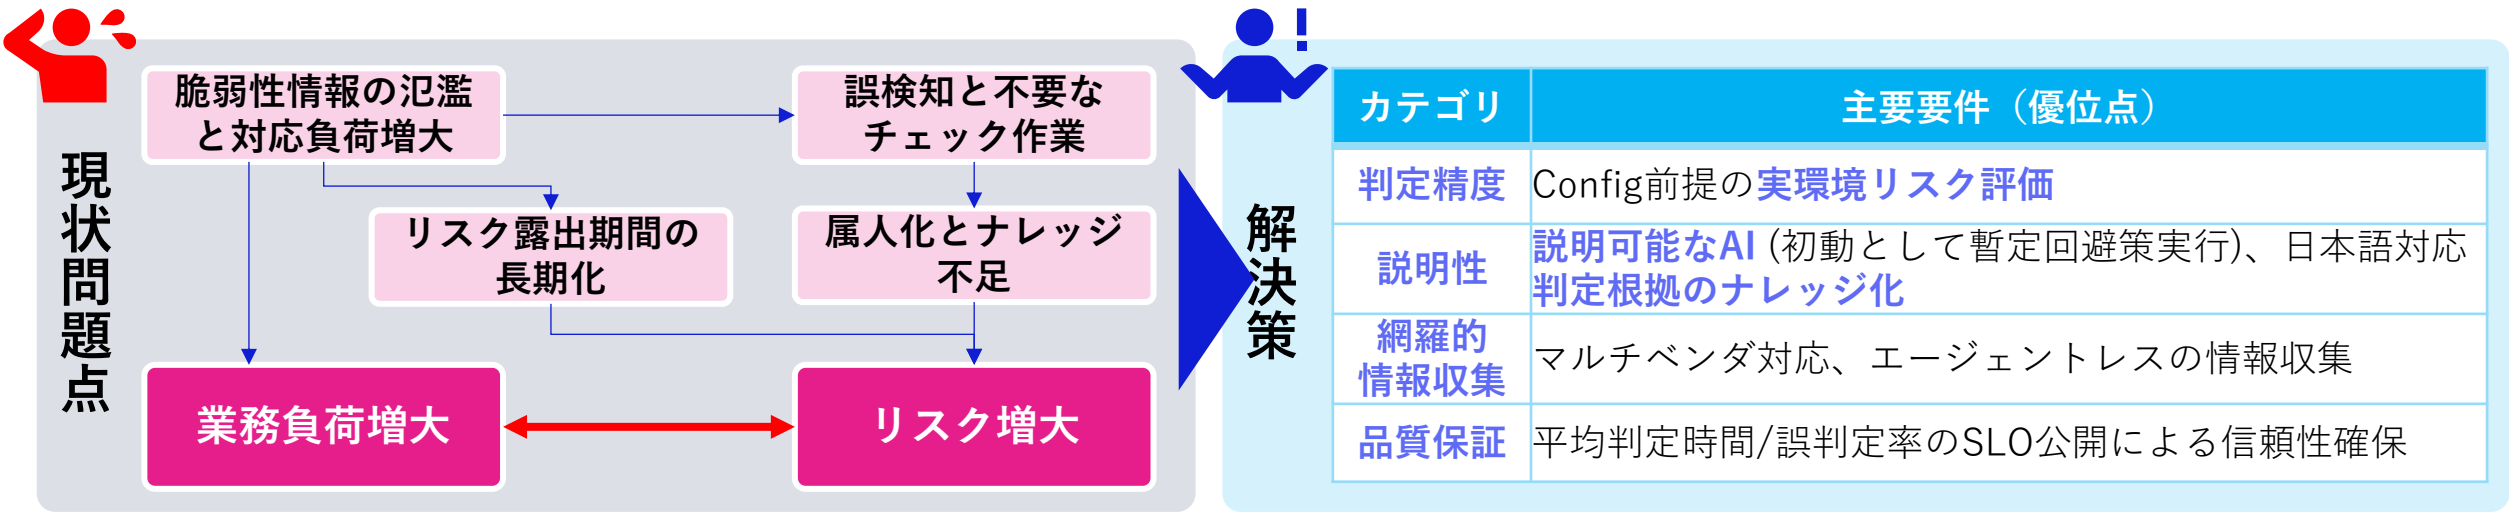 現状問題点
脆弱性情報の氾濫
と対応負荷増大
誤検知と不要な
チェック作業
リスク露出期間の
長期化
属人化とナレッジ
不足
業務負荷増大
リスク増大
!
解決策
カテゴリ
主要要件（優位点）
判定精度
Config前提の実環境リスク評価
説明性
説明可能なAI (初動として暫定回避策実行)、日本語対応
判定根拠のナレッジ化
網羅的
情報収集
マルチベンダ対応、エージェントレスの情報収集
品質保証
平均判定時間/誤判定率のSLO公開による信頼性確保